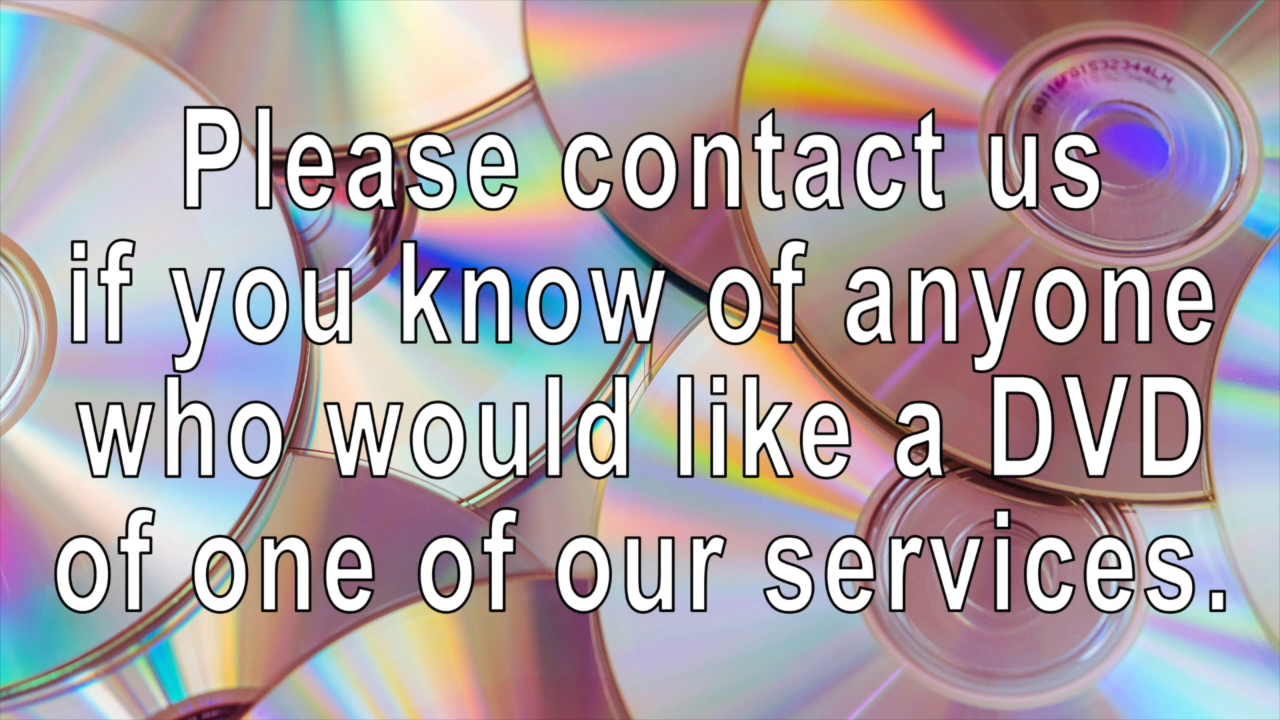 Please contact us
if you know of anyone
who would like a DVD
of one of our services.